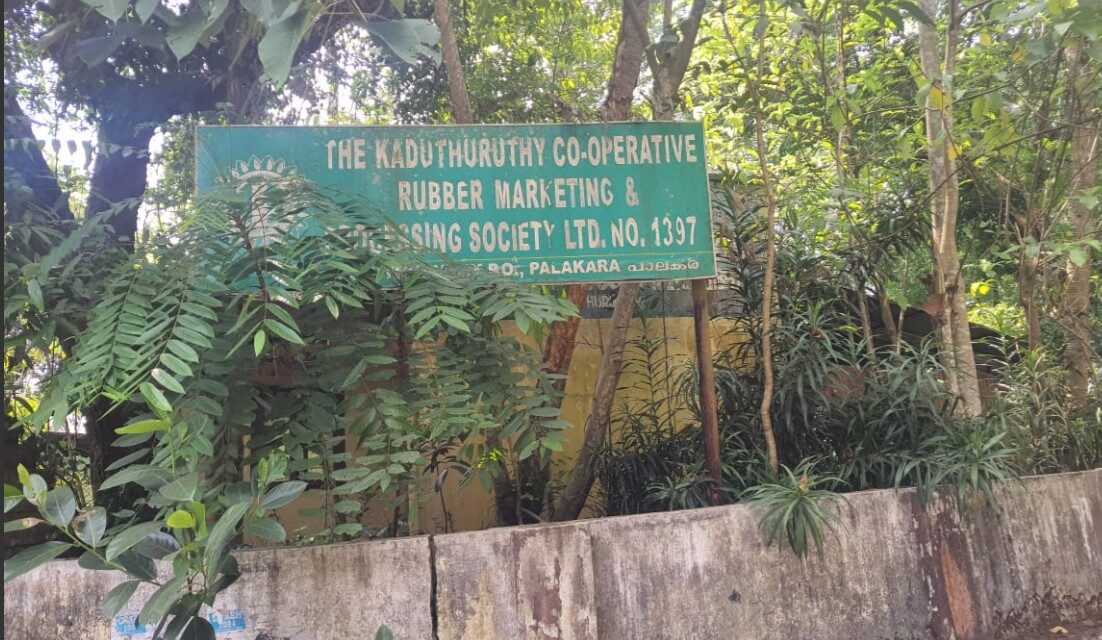 THE KADUTHURUTHY CO-OPERATIVE
RUBBER MARKETING &
SOCIETY LTD. NO. 1397
P.O., PALAKARA പാലകര